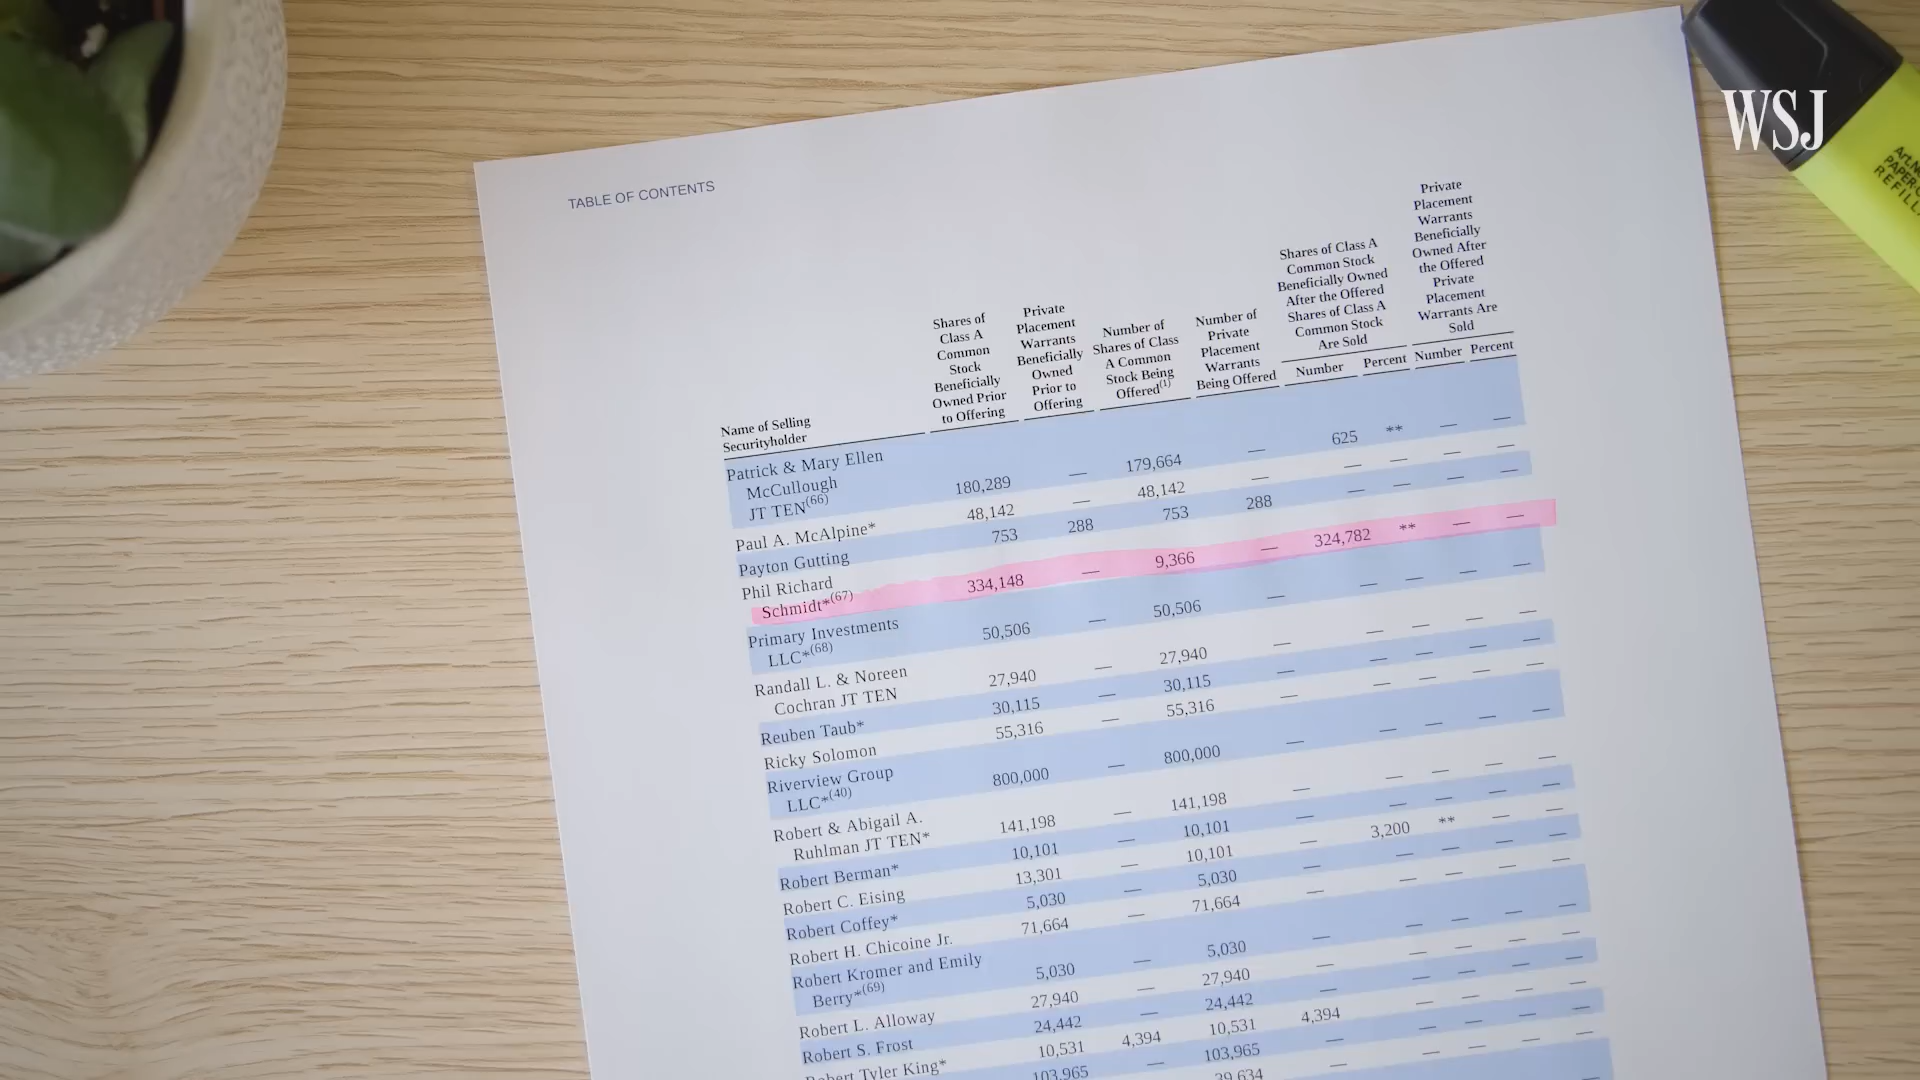 WSJ
Art.No
PAPER-
REFILL
TABLE OF CONTENTS
Name of Selling
Securityholder
Shares of
Class A
Common
Stock
Beneficially
Owned Prior
to Offering
Private
Placement
Warrants
Beneficially
Owned
Prior to
Offering
Number of
Shares of Class
A Common
Stock Being
Offered(1)
Number of
Private
Placement
Warrants
Being Offered
Shares of Class A
Common Stock
Beneficially Owned
After the Offered
Shares of Class A
Common Stock
Are Sold
Number Percent
Private
Placement
Warrants
Beneficially
Owned After
the Offered
Private
Placement
Warrants Are
Sold
Number Percent
Patrick & Mary Ellen
McCullough
JT TEN(66) 180,289 — 179,664 — 625 ** — —
Paul A. McAlpine* 48,142 — 48,142 — — — — —
Payton Gutting 753 288 753 288 — — — —
Phil Richard
Schmidt*(67) 334,148 — 9,366 — 324,782 ** — —
Primary Investments
LLC*(68) 50,506 — 50,506 — — — — —
Randall L. & Noreen
Cochran JT TEN 27,940 — 27,940 — — — — —
Reuben Taub* 30,115 — 30,115 — — — — —
Ricky Solomon 55,316 — 55,316 — — — — —
Riverview Group
LLC*(40) 800,000 — 800,000 — — — — —
Robert & Abigail A.
Ruhlman JT TEN* 141,198 — 141,198 — — — — —
Robert Berman* 10,101 — 10,101 — — — — —
Robert C. Eising 13,301 — 10,101 — 3,200 ** — —
Robert Coffey* 5,030 — 5,030 — — — — —
Robert H. Chicoine Jr. 71,664 — 71,664 — — — — —
Robert Kromer and Emily
Berry*(69) 5,030 — 5,030 — — — — —
Robert L. Alloway 27,940 — 27,940 — — — — —
Robert S. Frost 24,442 — 24,442 — — — — —
Robert Tyler King* 10,531 4,394 10,531 4,394 — — — —
103,965 — 103,965 — — — — —
39,634 —